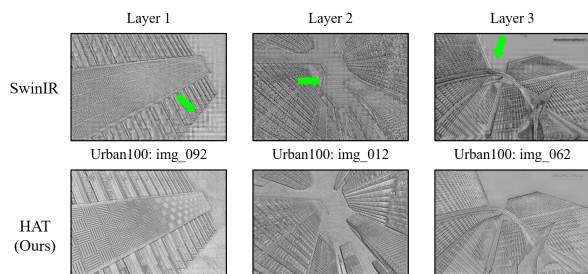 Layer 1 Layer 2 Layer 3
SwinIR
Urban100: img_092 Urban100: img_012 Urban100: img_062
HAT
(Ours)